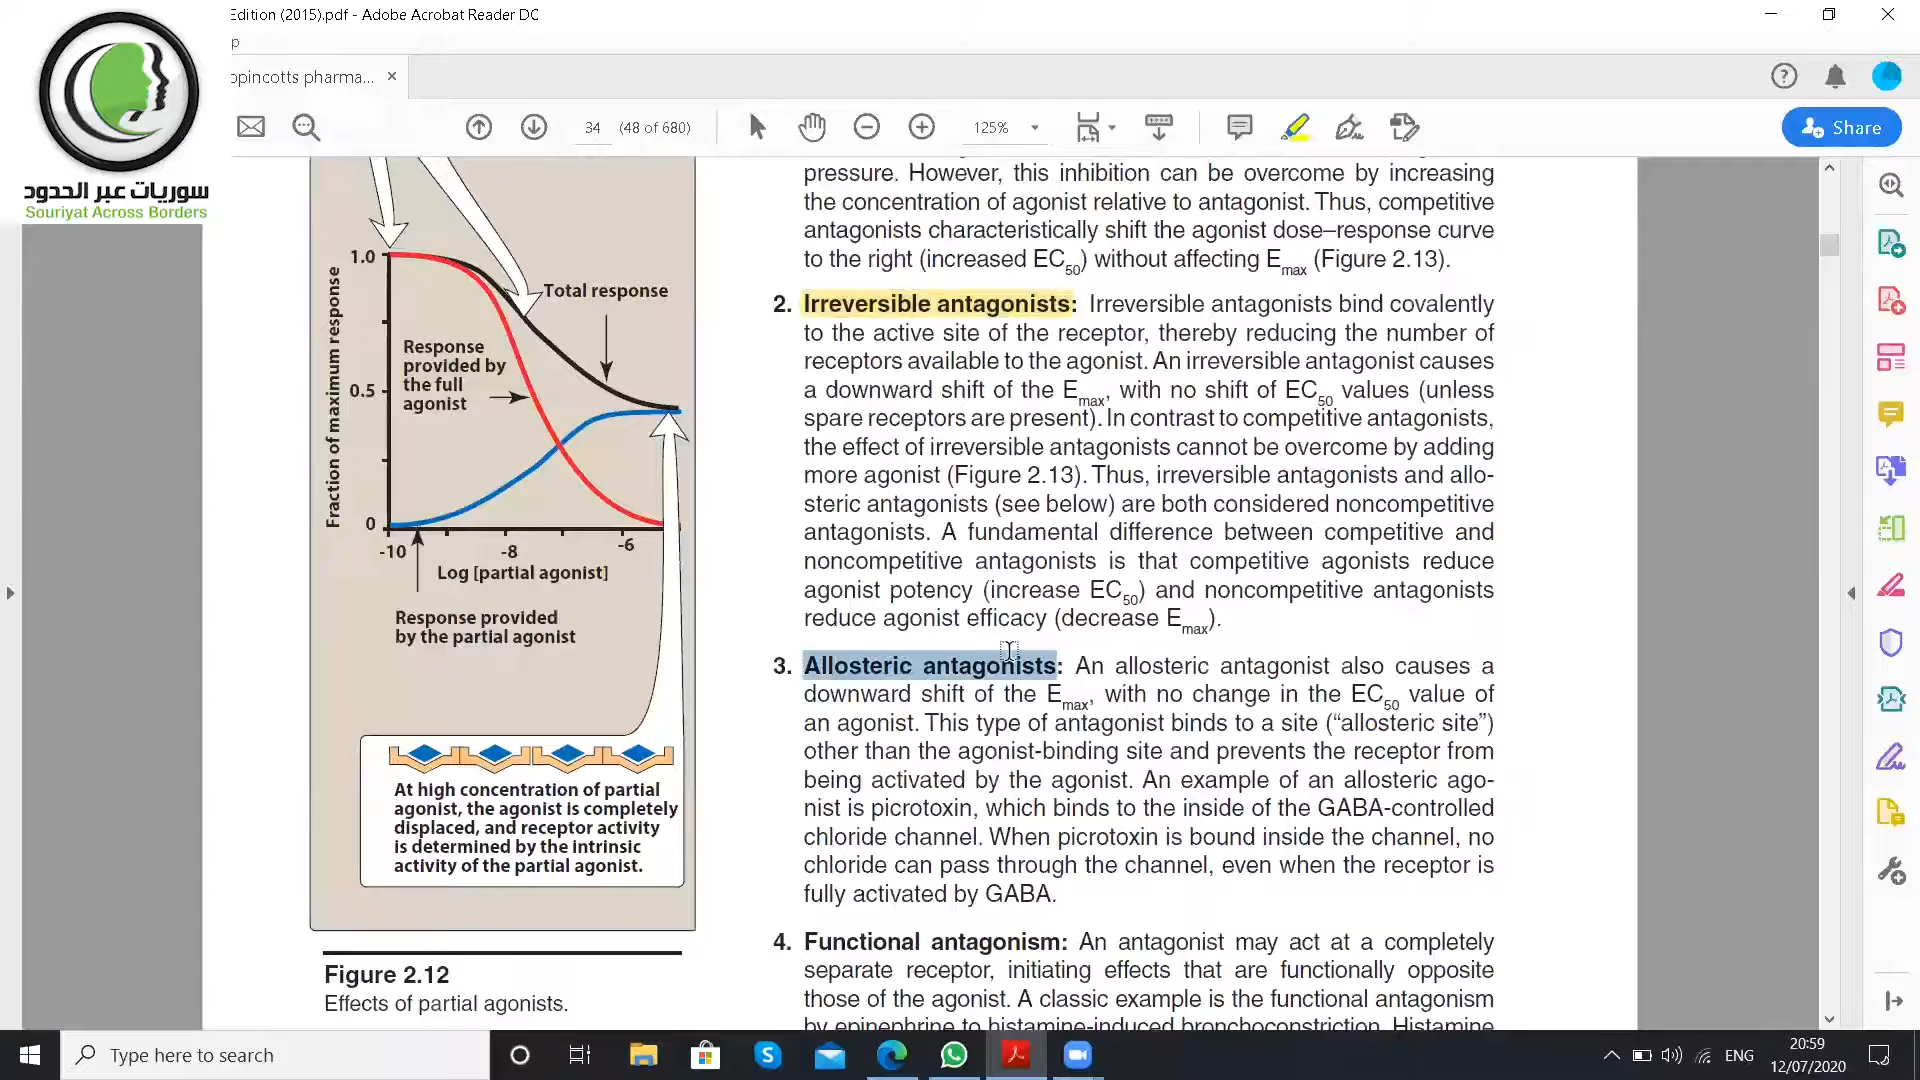 Edition (2015).pdf - Adobe Acrobat Reader DC
p
opincotts pharma...
34 (48 of 680)
125%
Share
سوريات عبر الحدود
Souriyat Across Borders
1.0
0.5
0
Fraction of maximum response
Total response
Response
provided by
the full
agonist
-10
-8
-6
Log [partial agonist]
Response provided
by the partial agonist
At high concentration of partial
agonist, the agonist is completely
displaced, and receptor activity
is determined by the intrinsic
activity of the partial agonist.
Figure 2.12
Effects of partial agonists.
pressure. However, this inhibition can be overcome by increasing
the concentration of agonist relative to antagonist. Thus, competitive
antagonists characteristically shift the agonist dose–response curve
to the right (increased EC50) without affecting Emax (Figure 2.13).
2. Irreversible antagonists: Irreversible antagonists bind covalently
to the active site of the receptor, thereby reducing the number of
receptors available to the agonist. An irreversible antagonist causes
a downward shift of the Emax, with no shift of EC50 values (unless
spare receptors are present). In contrast to competitive antagonists,
the effect of irreversible antagonists cannot be overcome by adding
more agonist (Figure 2.13). Thus, irreversible antagonists and allo-
steric antagonists (see below) are both considered noncompetitive
antagonists. A fundamental difference between competitive and
noncompetitive antagonists is that competitive agonists reduce
agonist potency (increase EC50) and noncompetitive antagonists
reduce agonist efficacy (decrease Emax).
3. Allosteric antagonists: An allosteric antagonist also causes a
downward shift of the Emax, with no change in the EC50 value of
an agonist. This type of antagonist binds to a site (“allosteric site”)
other than the agonist-binding site and prevents the receptor from
being activated by the agonist. An example of an allosteric ago-
nist is picrotoxin, which binds to the inside of the GABA-controlled
chloride channel. When picrotoxin is bound inside the channel, no
chloride can pass through the channel, even when the receptor is
fully activated by GABA.
4. Functional antagonism: An antagonist may act at a completely
separate receptor, initiating effects that are functionally opposite
those of the agonist. A classic example is the functional antagonism
by epinephrine to histamine-induced bronchoconstriction. Histamine
Type here to search
ENG
20:59
12/07/2020